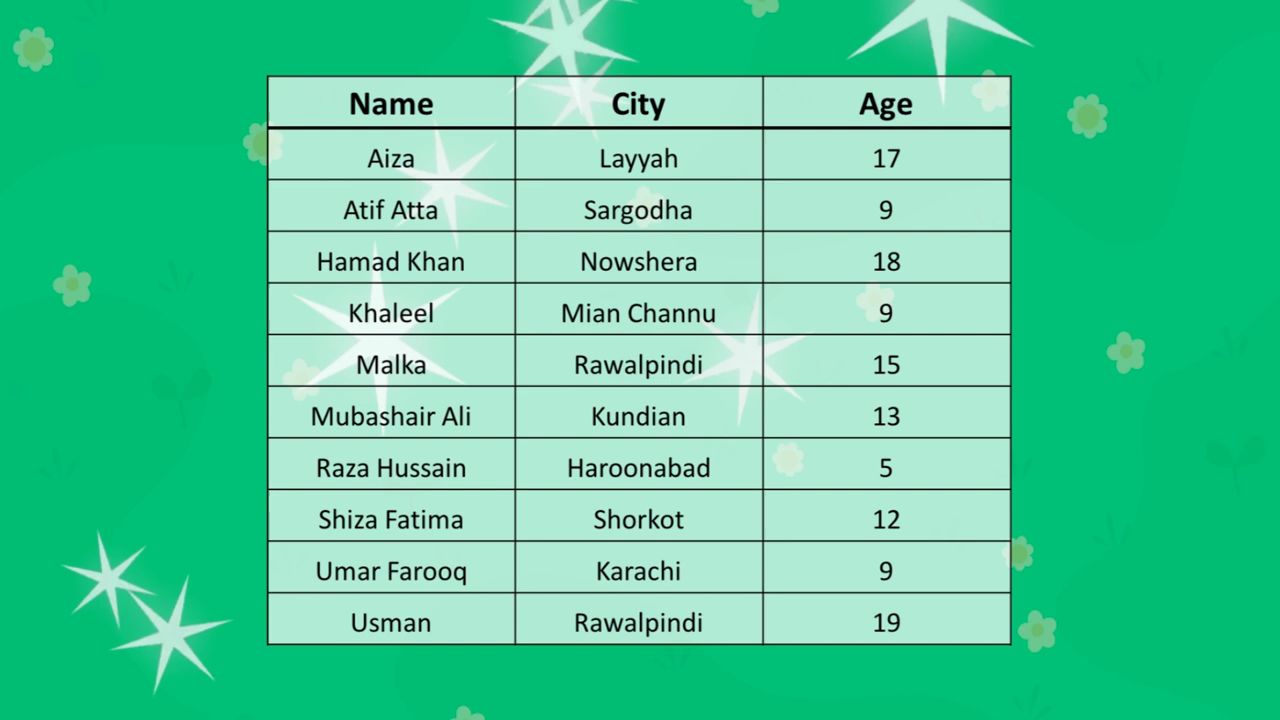 Name City Age
Aiza Layyah 17
Atif Atta Sargodha 9
Hamad Khan Nowshera 18
Khaleel Mian Channu 9
Malka Rawalpindi 15
Mubashair Ali Kundian 13
Raza Hussain Haroonabad 5
Shiza Fatima Shorkot 12
Umar Farooq Karachi 9
Usman Rawalpindi 19